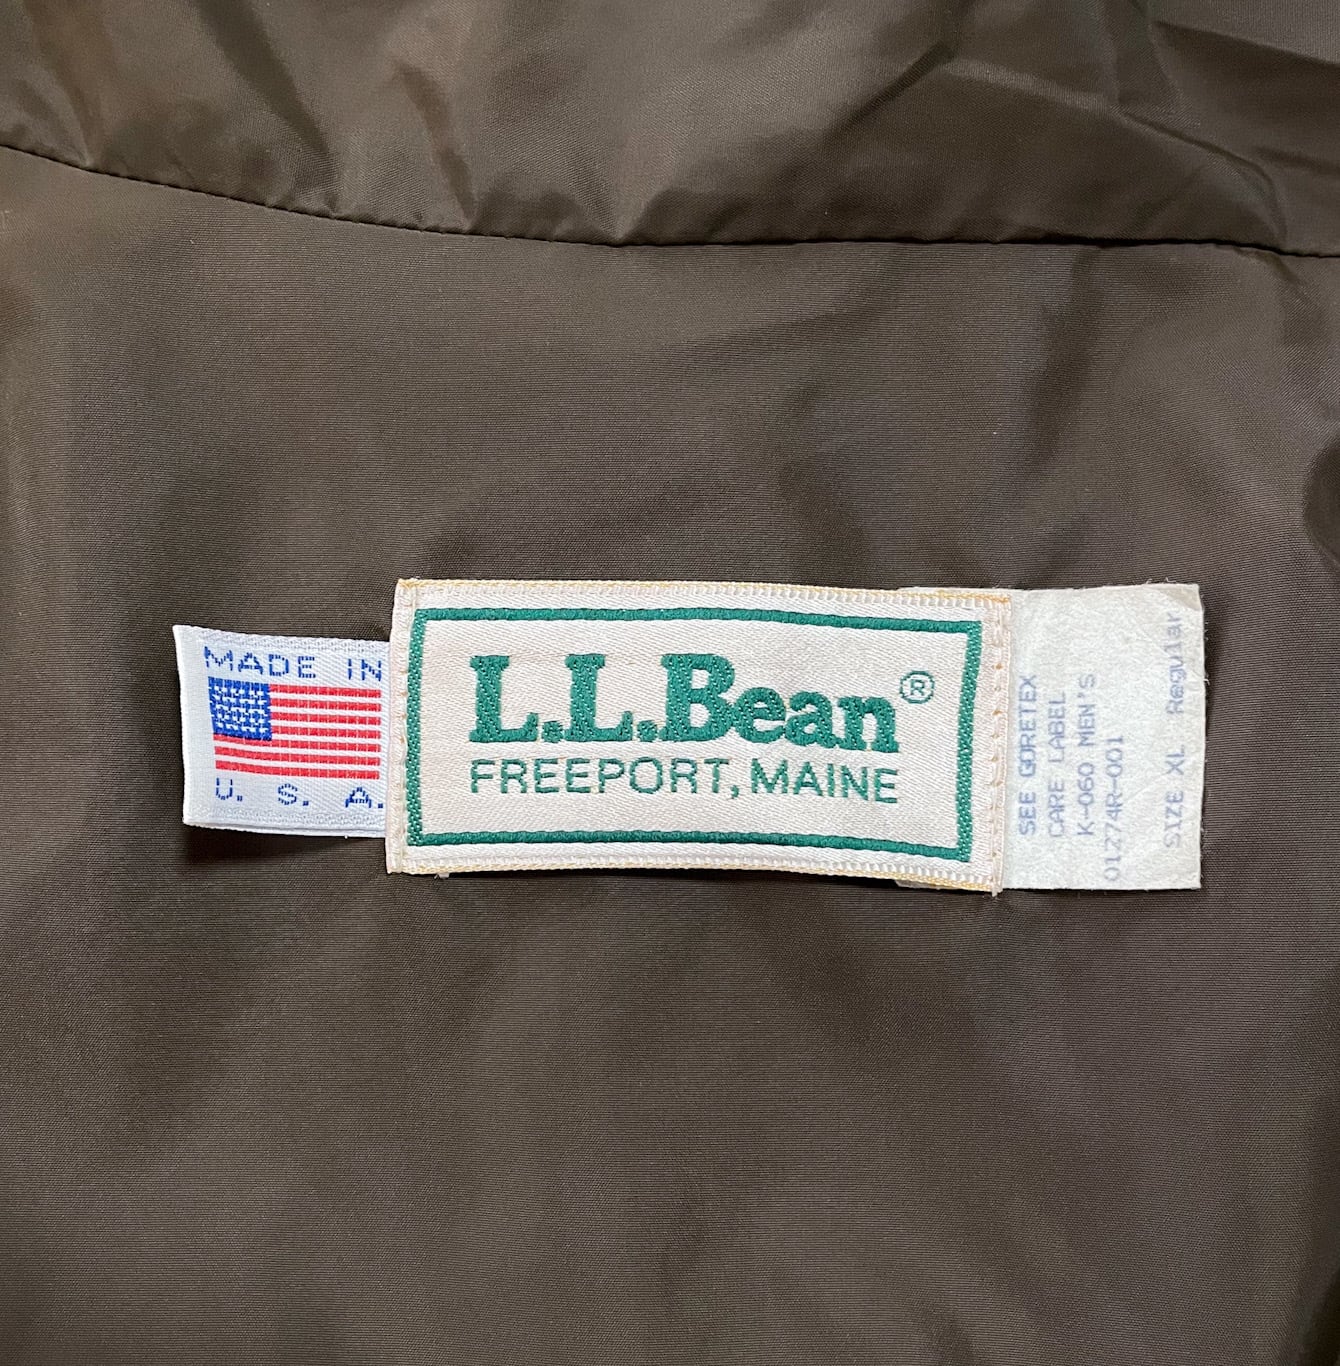 MADE IN
U. S. A.
L.L.Bean®
FREEPORT, MAINE
SEE GORETEX
CARE LABEL
K-060 MEN'S
01274R-001
SIZE XL Regular